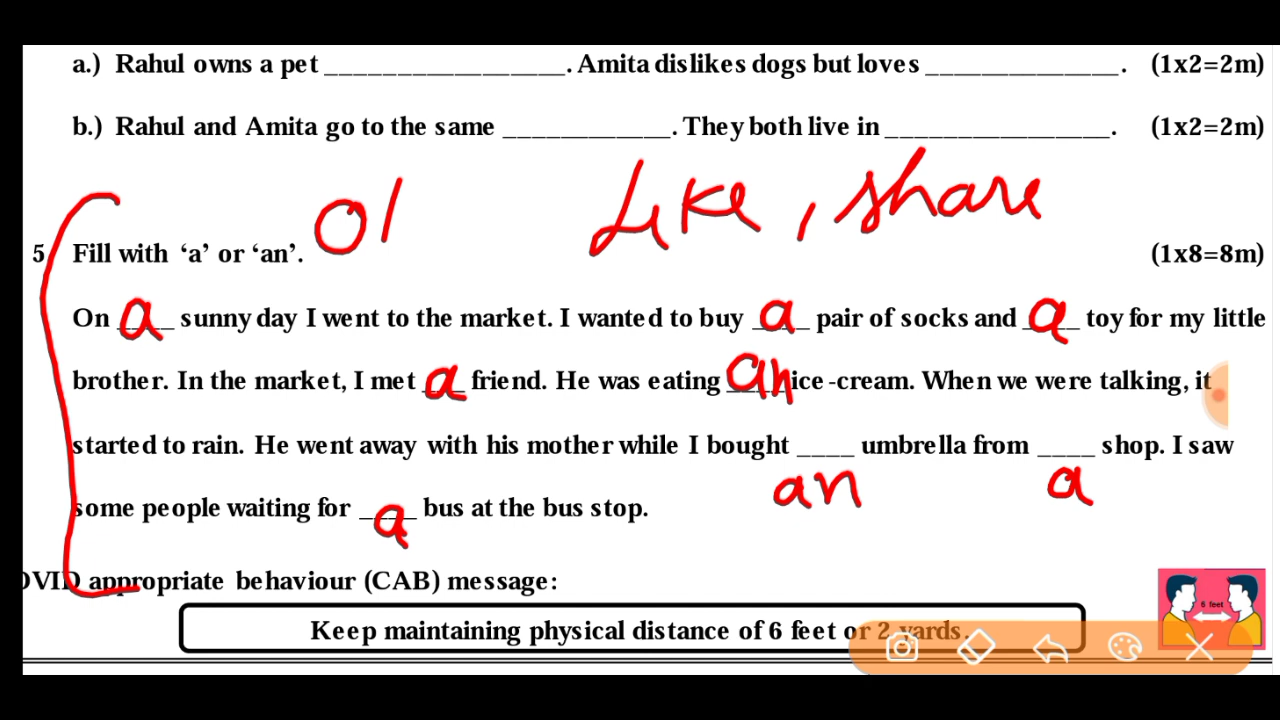 a.) Rahul owns a pet _________________. Amita dislikes dogs but loves ______________. (1x2=2m)
b.) Rahul and Amita go to the same ____________. They both live in ________________. (1x2=2m)
Like, share
5 Fill with ‘a’ or ‘an’. (1x8=8m)
On a sunny day I went to the market. I wanted to buy a pair of socks and a toy for my little
brother. In the market, I met a friend. He was eating an ice-cream. When we were talking, it
started to rain. He went away with his mother while I bought ____ umbrella from ____ shop. I saw
an a
some people waiting for a bus at the bus stop.
OVID appropriate behaviour (CAB) message:
6 feet
Keep maintaining physical distance of 6 feet or 2 yards.